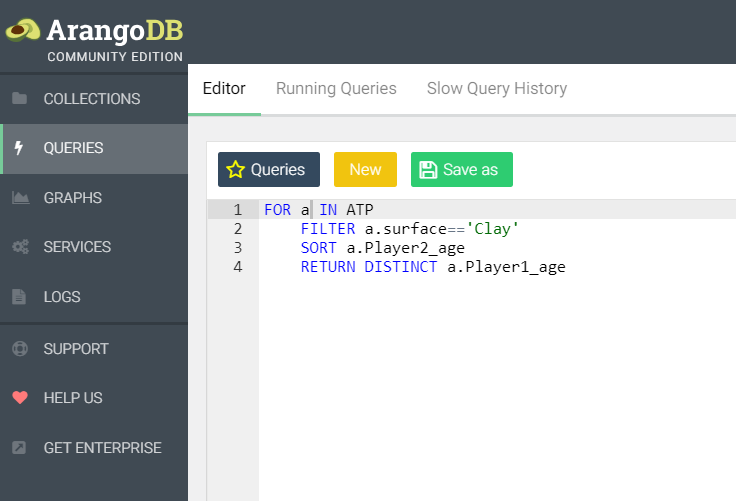 ArangoDB
COMMUNITY EDITION
COLLECTIONS
QUERIES
GRAPHS
SERVICES
LOGS
SUPPORT
HELP US
GET ENTERPRISE
Editor Running Queries Slow Query History
Queries New Save as
1 FOR a IN ATP
2 FILTER a.surface=='Clay'
3 SORT a.Player2_age
4 RETURN DISTINCT a.Player1_age